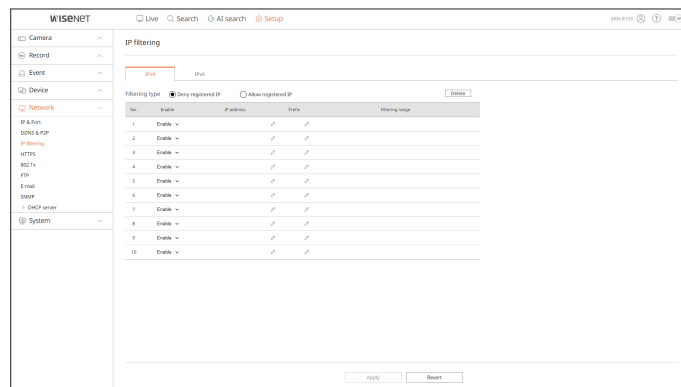 WISENET
Live Search AI search Setup
XRN-815S
Camera
Record
Event
Device
Network
IP & Port
DDNS & P2P
IP filtering
HTTPS
802.1x
FTP
E-mail
SNMP
> DHCP server
System
IP filtering
IPv4 IPv6
Filtering type Deny registered IP Allow registered IP Delete
No. Enable IP address Prefix Filtering range
1 Enable
2 Enable
3 Enable
4 Enable
5 Enable
6 Enable
7 Enable
8 Enable
9 Enable
10 Enable
Apply Revert